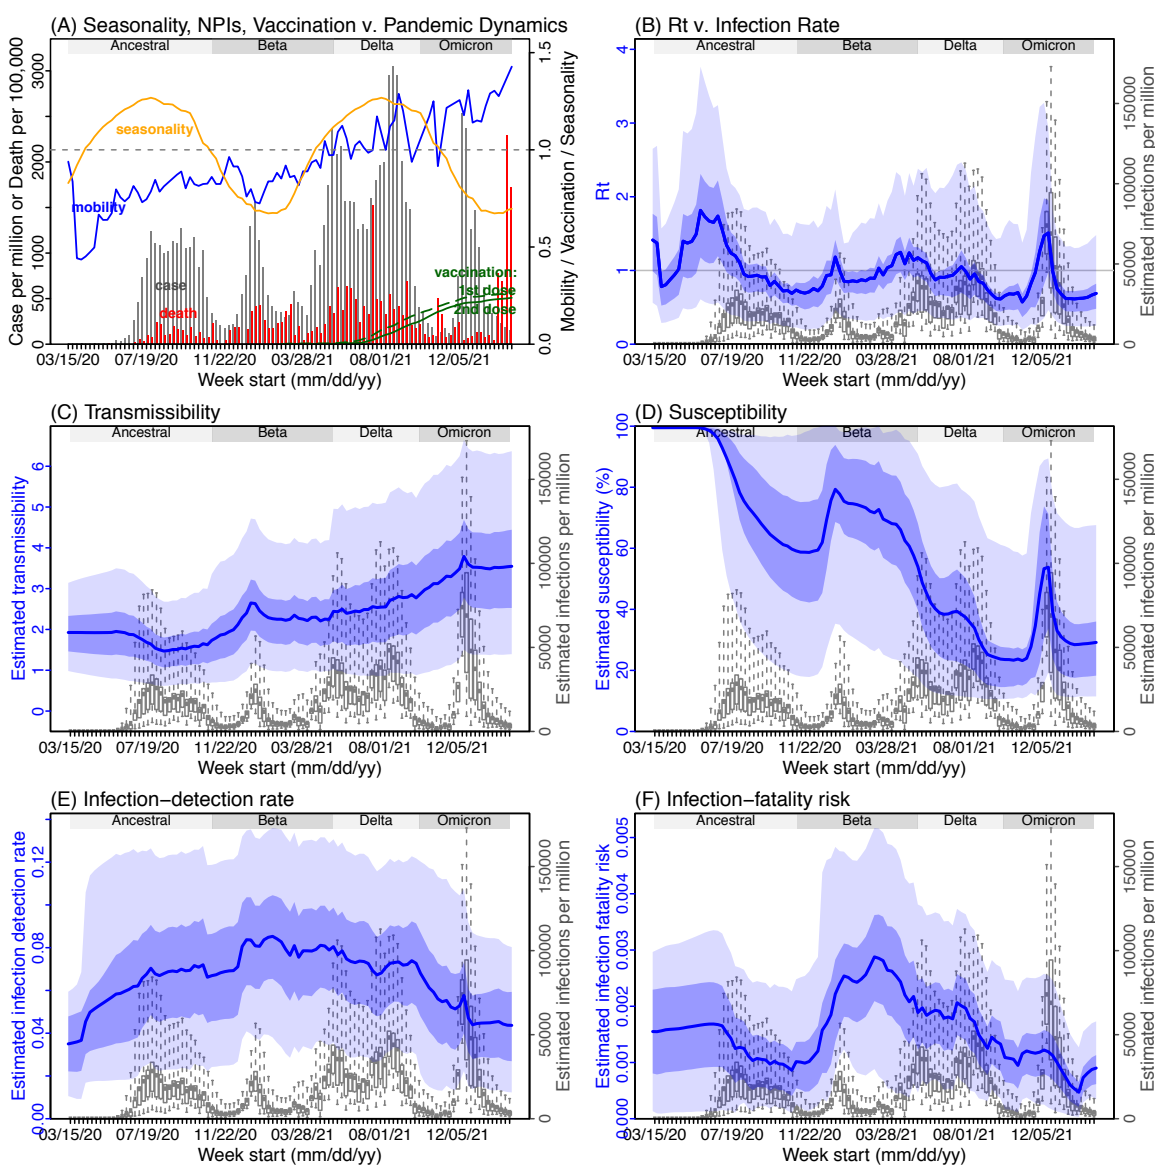 (A) Seasonality, NPIs, Vaccination v. Pandemic Dynamics
Ancestral Beta Delta Omicron
Case per million or Death per 100,000
0 500 1000 2000 3000
Mobility / Vaccination / Seasonality
0.0 0.5 1.0 1.5
seasonality
mobility
case
death
vaccination:
1st dose
2nd dose
03/15/20 07/19/20 11/22/20 03/28/21 08/01/21 12/05/21
Week start (mm/dd/yy)
(B) Rt v. Infection Rate
Ancestral Beta Delta Omicron
Rt
0 1 2 3 4
Estimated infections per million
0 50000 100000 150000
03/15/20 07/19/20 11/22/20 03/28/21 08/01/21 12/05/21
Week start (mm/dd/yy)
(C) Transmissibility
Ancestral Beta Delta Omicron
Estimated transmissibility
0 1 2 3 4 5 6
Estimated infections per million
0 50000 100000 150000
03/15/20 07/19/20 11/22/20 03/28/21 08/01/21 12/05/21
Week start (mm/dd/yy)
(D) Susceptibility
Ancestral Beta Delta Omicron
Estimated susceptibility (%)
0 20 40 60 80 100
Estimated infections per million
0 50000 100000 150000
03/15/20 07/19/20 11/22/20 03/28/21 08/01/21 12/05/21
Week start (mm/dd/yy)
(E) Infection−detection rate
Ancestral Beta Delta Omicron
Estimated infection detection rate
0.00 0.04 0.08 0.12
Estimated infections per million
0 50000 100000 150000
03/15/20 07/19/20 11/22/20 03/28/21 08/01/21 12/05/21
Week start (mm/dd/yy)
(F) Infection−fatality risk
Ancestral Beta Delta Omicron
Estimated infection fatality risk
0.000 0.001 0.002 0.003 0.004 0.005
Estimated infections per million
0 50000 100000 150000
03/15/20 07/19/20 11/22/20 03/28/21 08/01/21 12/05/21
Week start (mm/dd/yy)